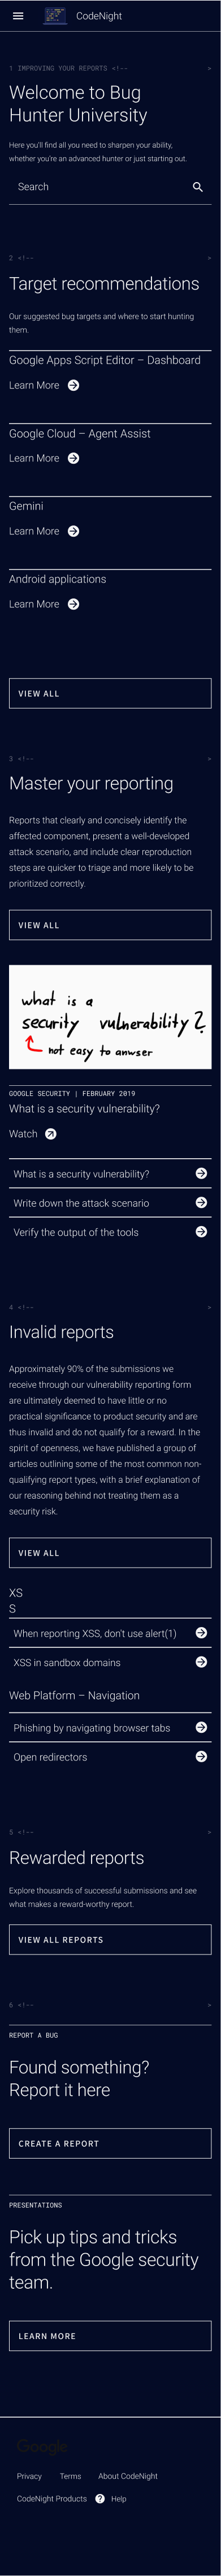 CodeNight
1 IMPROVING YOUR REPORTS <!-- >
Welcome to Bug
Hunter University
Here you'll find all you need to sharpen your ability,
whether you're an advanced hunter or just starting out.
Search
2 <!-- >
Target recommendations
Our suggested bug targets and where to start hunting
them.
Google Apps Script Editor – Dashboard
Learn More
Google Cloud – Agent Assist
Learn More
Gemini
Learn More
Android applications
Learn More
VIEW ALL
3 <!-- >
Master your reporting
Reports that clearly and concisely identify the
affected component, present a well-developed
attack scenario, and include clear reproduction
steps are quicker to triage and more likely to be
prioritized correctly.
VIEW ALL
what is a
security vulnerability?
not easy to anwser
GOOGLE SECURITY | FEBRUARY 2019
What is a security vulnerability?
Watch
What is a security vulnerability?
Write down the attack scenario
Verify the output of the tools
4 <!-- >
Invalid reports
Approximately 90% of the submissions we
receive through our vulnerability reporting form
are ultimately deemed to have little or no
practical significance to product security and are
thus invalid and do not qualify for a reward. In the
spirit of openness, we have published a group of
articles outlining some of the most common non-
qualifying report types, with a brief explanation of
our reasoning behind not treating them as a
security risk.
VIEW ALL
XS
S
When reporting XSS, don't use alert(1)
XSS in sandbox domains
Web Platform – Navigation
Phishing by navigating browser tabs
Open redirectors
5 <!-- >
Rewarded reports
Explore thousands of successful submissions and see
what makes a reward-worthy report.
VIEW ALL REPORTS
6 <!-- >
REPORT A BUG
Found something?
Report it here
CREATE A REPORT
PRESENTATIONS
Pick up tips and tricks
from the Google security
team.
LEARN MORE
Google
Privacy Terms About CodeNight
CodeNight Products Help